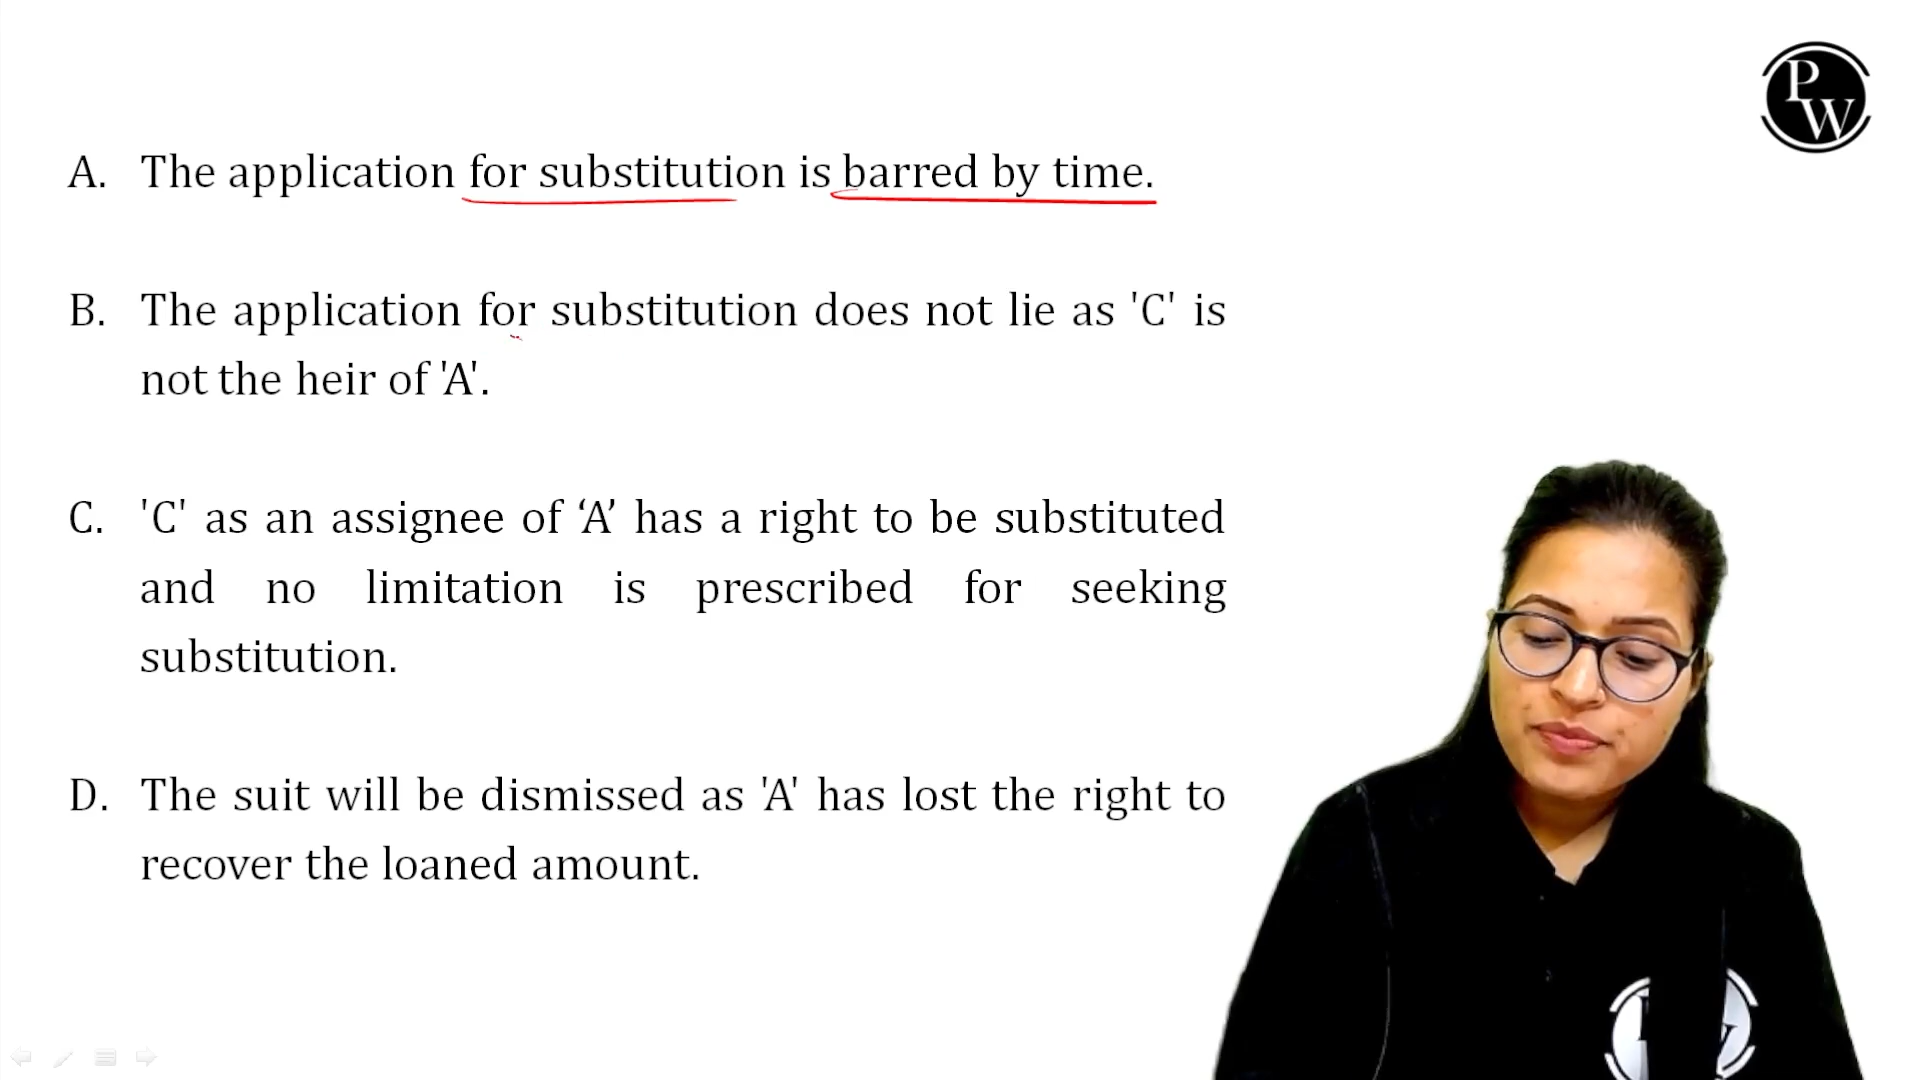 PW
A. The application for substitution is barred by time.
B. The application for substitution does not lie as 'C' is
not the heir of 'A'.
C. 'C' as an assignee of ‘A’ has a right to be substituted
and no limitation is prescribed for seeking
substitution.
D. The suit will be dismissed as 'A' has lost the right to
recover the loaned amount.